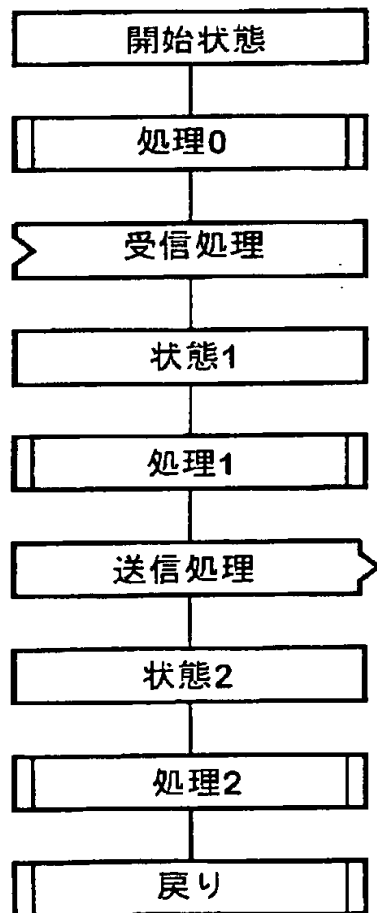 開始状態
処理0
受信処理
状態1
処理1
送信処理
状態2
処理2
戻り